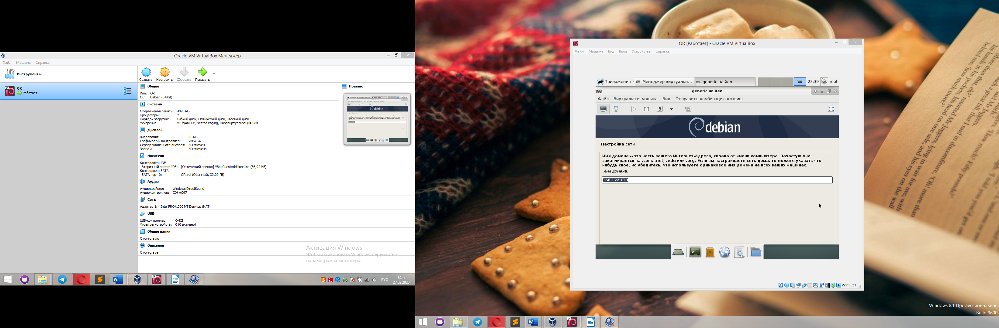 Oracle VM VirtualBox Менеджер
Файл Машина Справка
Инструменты
Создать Настроить Сбросить Показать
64
OR
Работает
Общие
Имя: OR
ОС: Debian (64-bit)
Система
Оперативная память: 4096 МБ
Процессоры: 2
Порядок загрузки: Гибкий диск, Оптический диск, Жёсткий диск
Ускорение: VT-x/AMD-V, Nested Paging, Паравиртуализация KVM
Дисплей
Видеопамять: 16 МБ
Графический контроллер: VMSVGA
Сервер удалённого дисплея: Выключен
Запись: Выключена
Превью
debian
Носители
Контроллер: IDE
Вторичный мастер IDE: [Оптический привод] VBoxGuestAdditions.iso (56,92 МБ)
Контроллер: SATA
SATA порт 0: OR.vdi (Обычный, 30,00 ГБ)
Аудио
Аудиодрайвер: Windows DirectSound
Аудиоконтроллер: ICH AC97
Сеть
Адаптер 1: Intel PRO/1000 MT Desktop (NAT)
USB
USB-контроллер: OHCI
Фильтры устройств: 0 (0 активно)
Общие папки
Отсутствуют
Описание
Отсутствует
Активация Windows
Чтобы активировать Windows, перейдите к
параметрам компьютера.
РУС
12:17
27.02.2020
OR [Работает] - Oracle VM VirtualBox
Файл Машина Вид Ввод Устройства Справка
Приложения Менеджер виртуальн... generic на Xen 23:39 root
generic на Xen
Файл Виртуальная машина Вид Отправить комбинацию клавиш
debian
Настройка сети
Имя домена -- это часть вашего Интернет-адреса, справа от имени компьютера. Зачастую она
заканчивается на .com, .net, .edu или .org. Если вы настраиваете сеть дома, то можете указать что-
нибудь своё, но убедитесь, что используете одинаковое имя домена на всех ваших машинах.
Имя домена:
168.122.118
Right Ctrl
Windows 8.1 Профессиональная
Build 9600